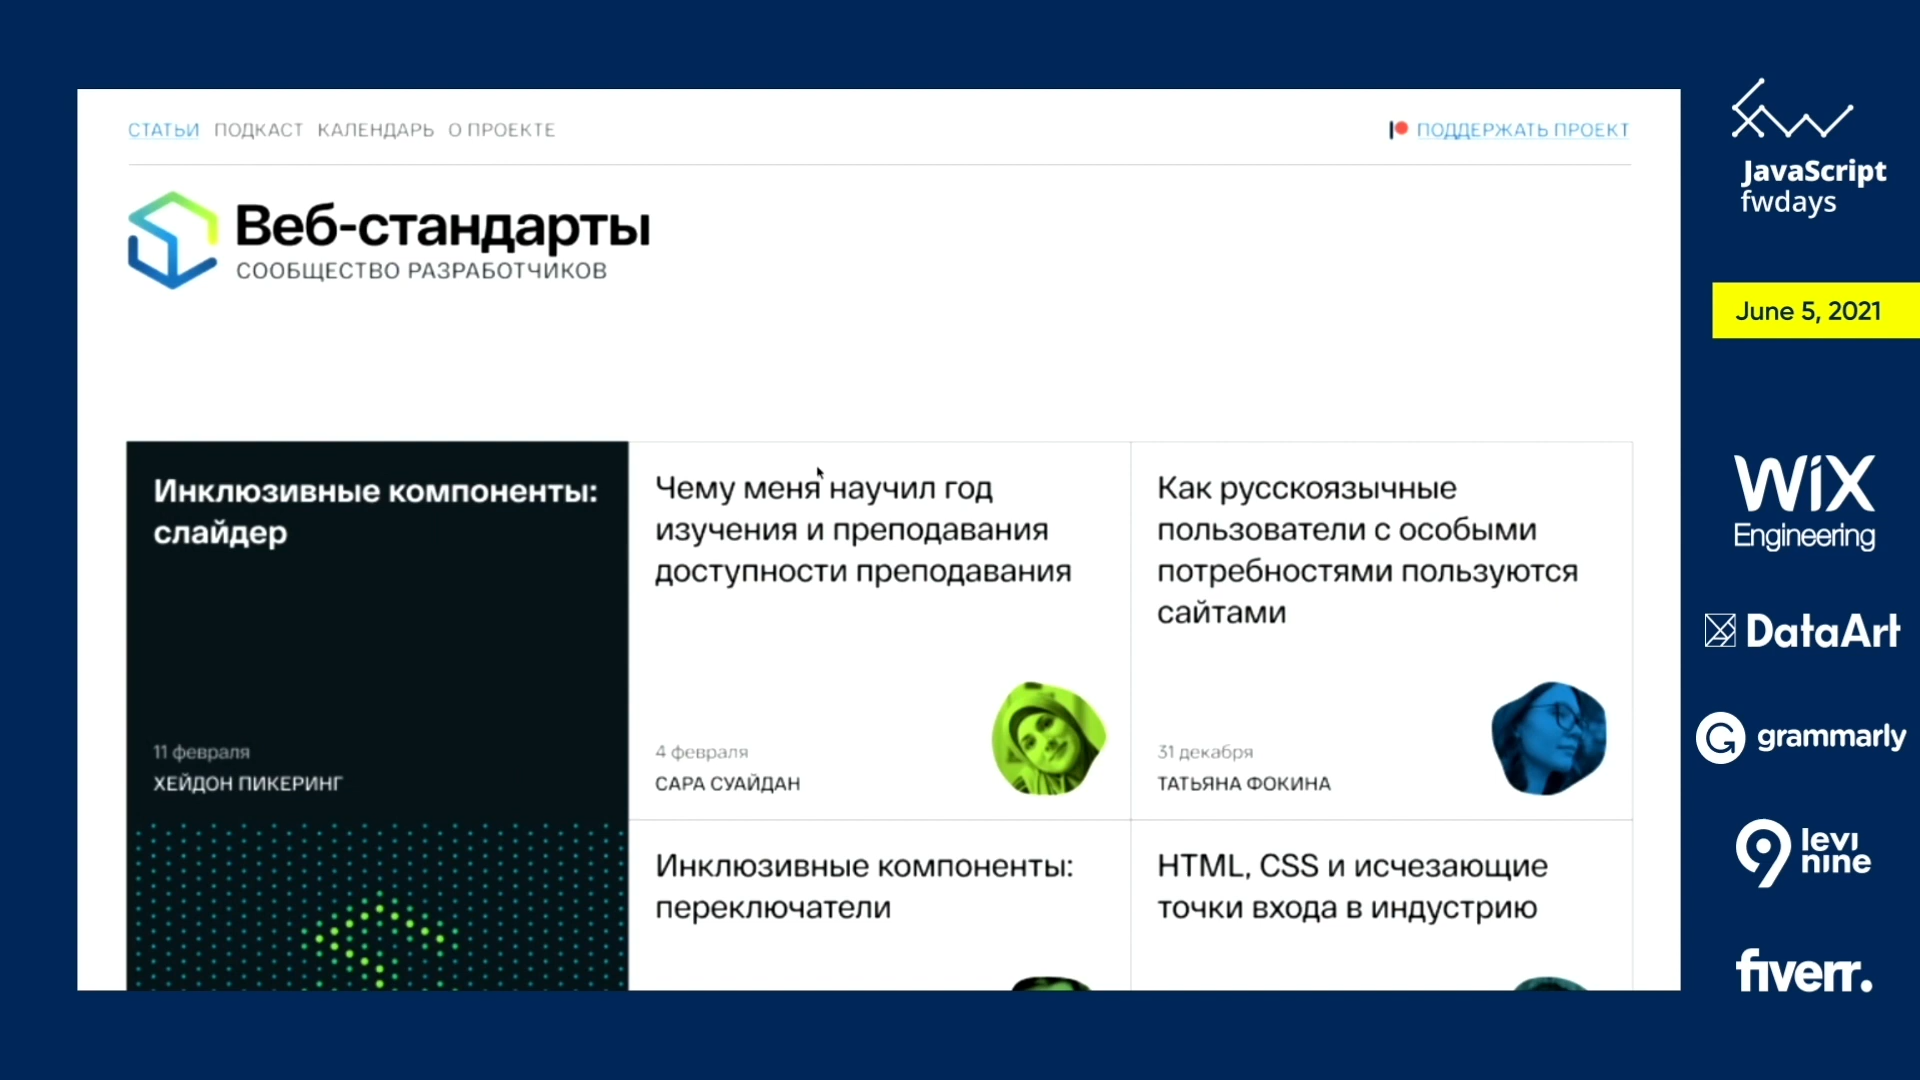 СТАТЬИ ПОДКАСТ КАЛЕНДАРЬ О ПРОЕКТЕ
ПОДДЕРЖАТЬ ПРОЕКТ
Веб-стандарты
СООБЩЕСТВО РАЗРАБОТЧИКОВ
Инклюзивные компоненты:
слайдер
11 февраля
ХЕЙДОН ПИКЕРИНГ
Чему меня научил год
изучения и преподавания
доступности преподавания
4 февраля
САРА СУАЙДАН
Как русскоязычные
пользователи с особыми
потребностями пользуются
сайтами
31 декабря
ТАТЬЯНА ФОКИНА
Инклюзивные компоненты:
переключатели
HTML, CSS и исчезающие
точки входа в индустрию
JavaScript
fwdays
June 5, 2021
WiX
Engineering
DataArt
grammarly
levi
nine
fiverr.